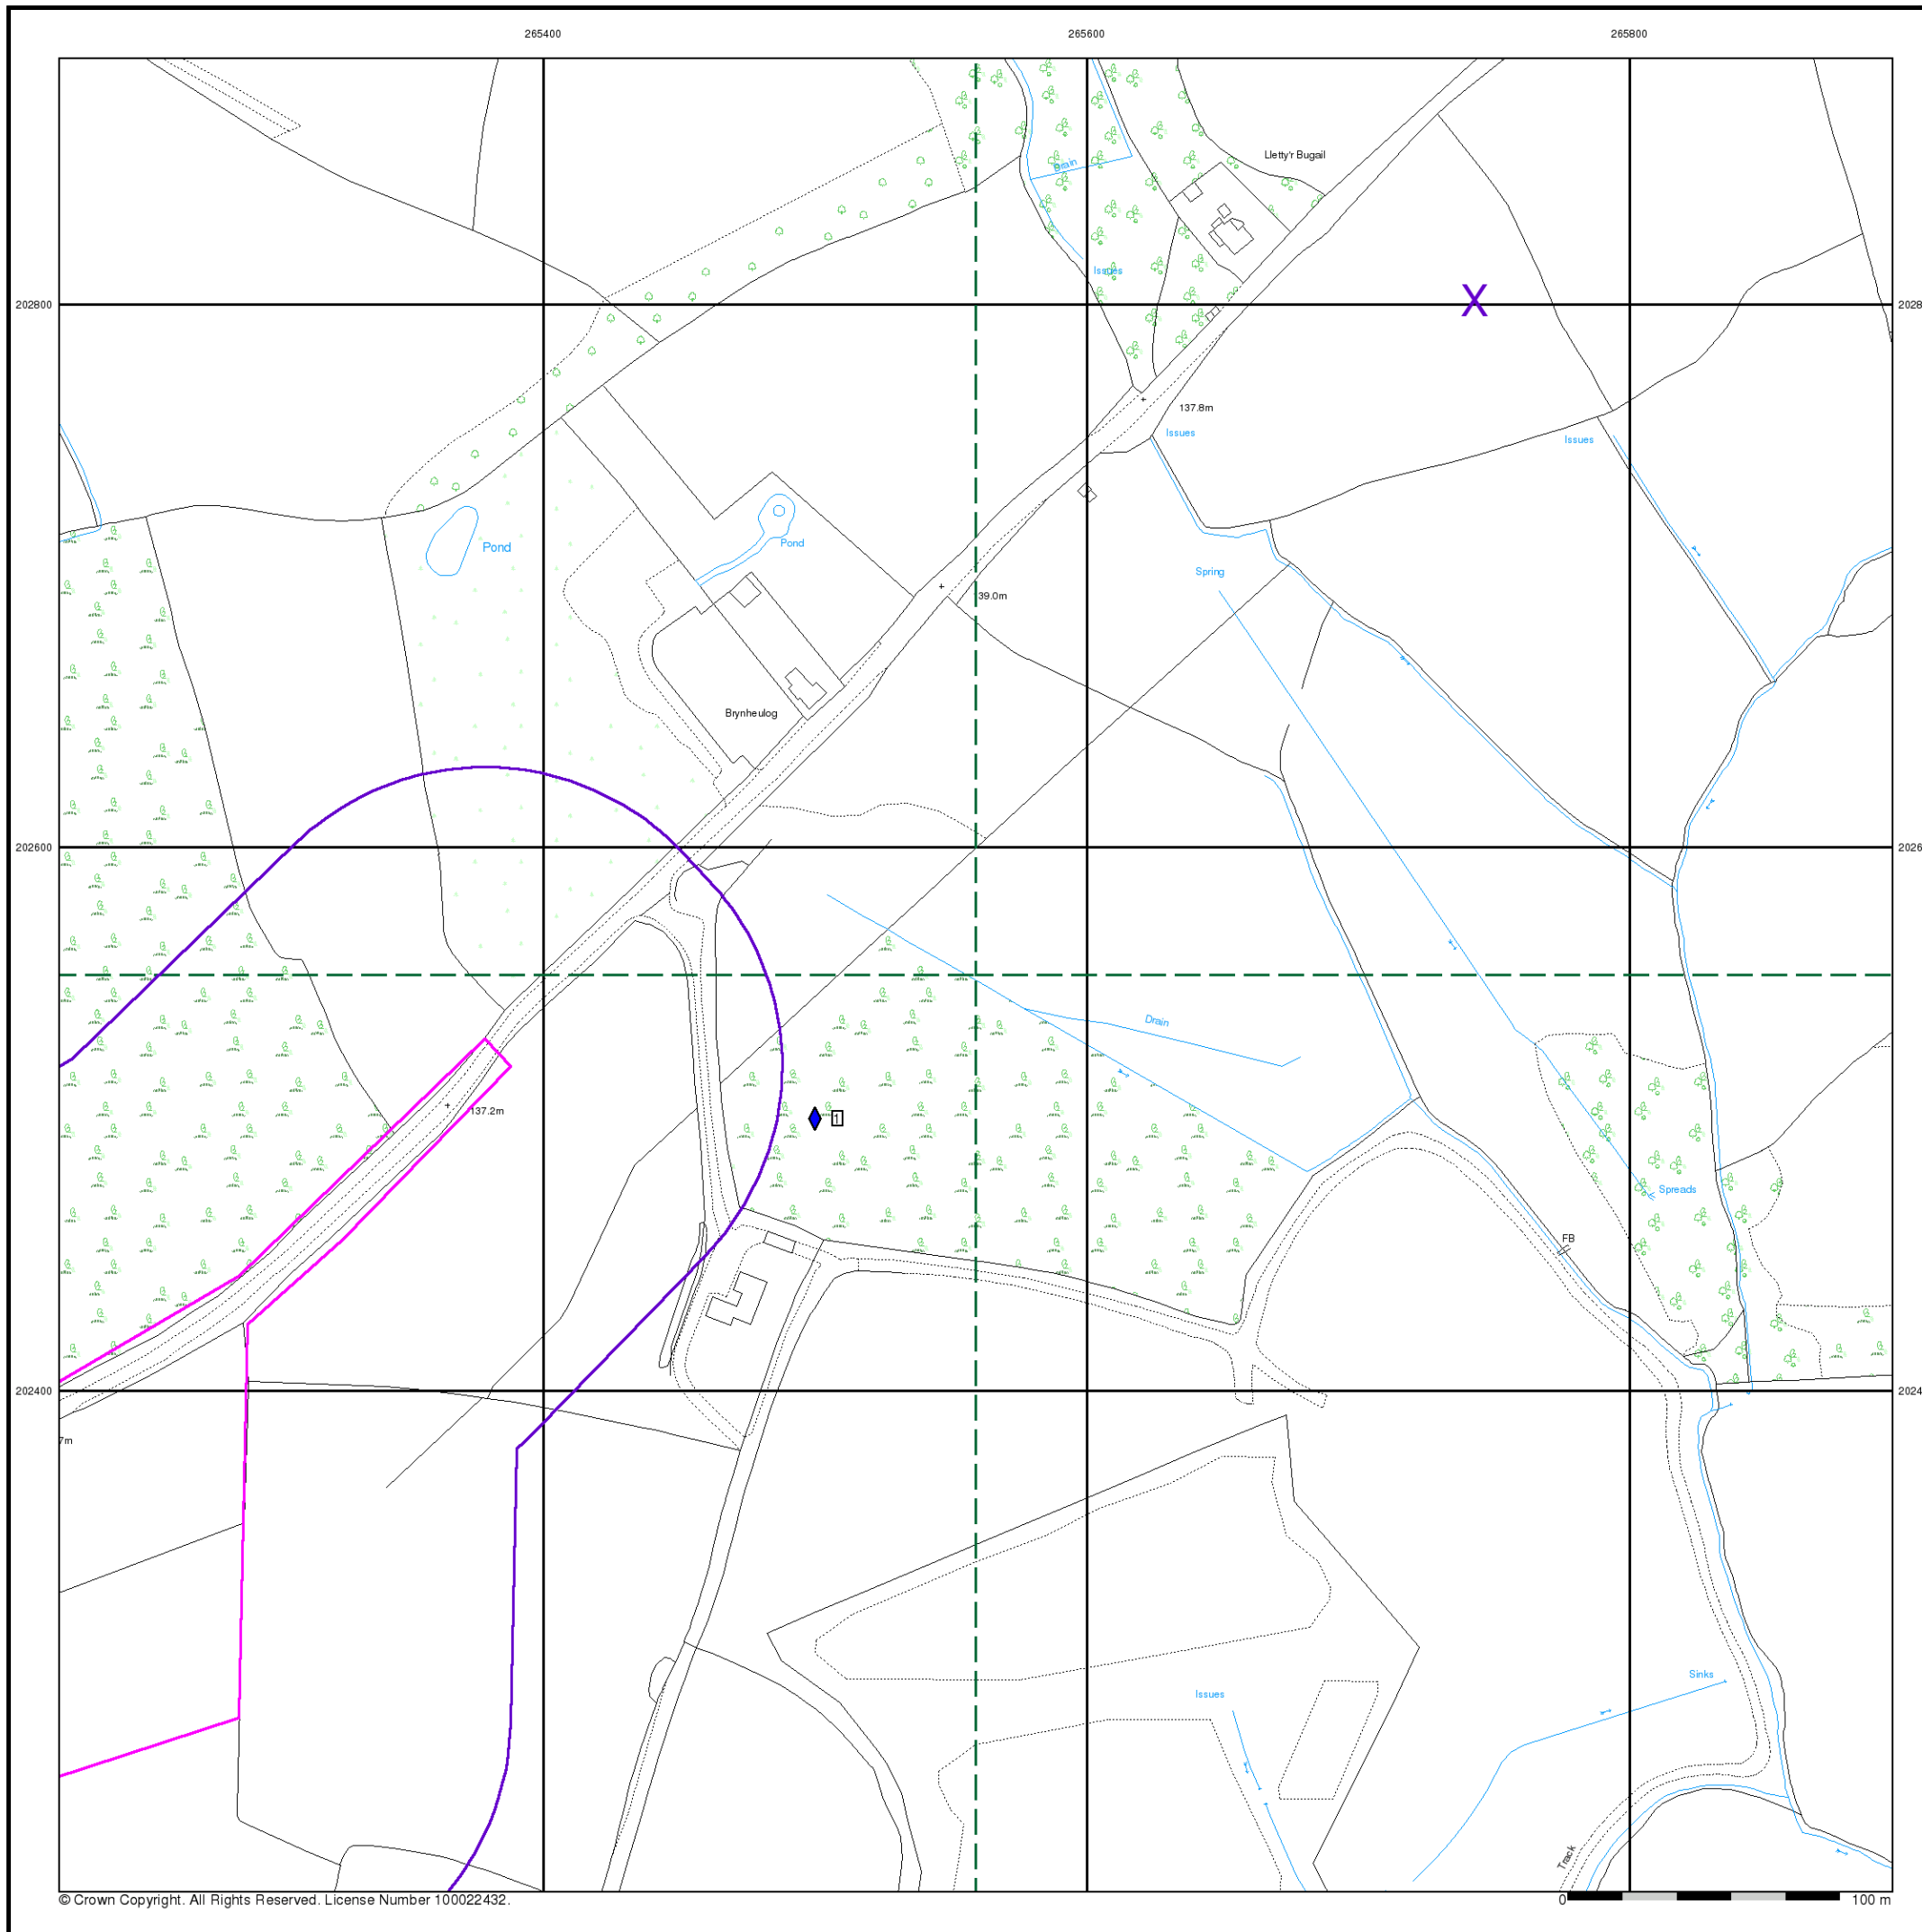 265400 265600 265800
Lletty'r Bugail
Drain
Issues
202800 X 2028
137.8m
Issues
Issues
Pond
Pond
Spring
39.0m
Brynheulog
202600 2026
Drain
137.2m
1
Spreads
FB
202400 2024
7m
Sinks
Issues
Track
© Crown Copyright. All Rights Reserved. License Number 100022432.
0 100 m